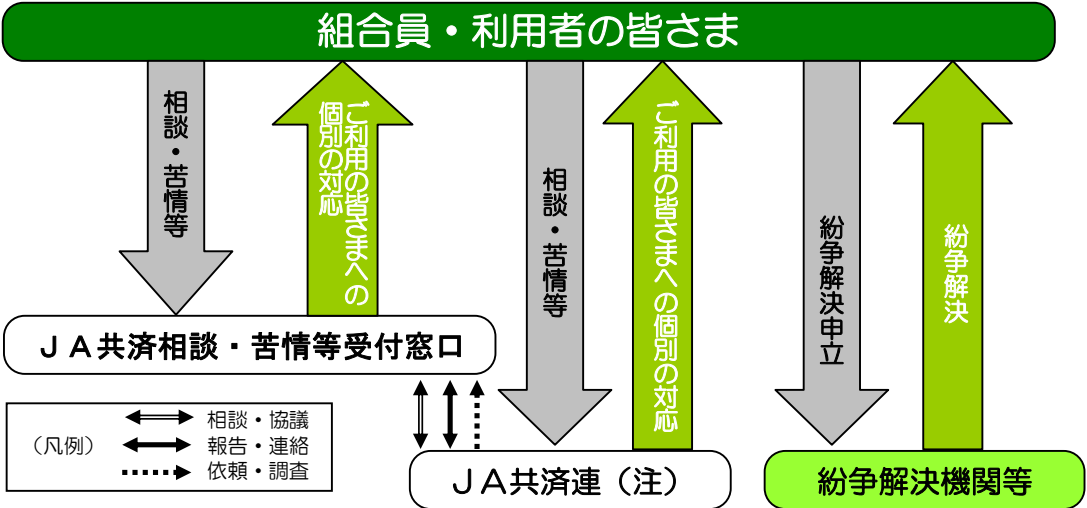 組合員・利用者の皆さま
相談・苦情等
ご利用の皆さまへの
個別の対応
相談・苦情等
ご利用の皆さまへの個別の対応
紛争解決申立
紛争解決
JA共済相談・苦情等受付窓口
(凡例)
相談・協議
報告・連絡
依頼・調査
JA共済連(注)
紛争解決機関等